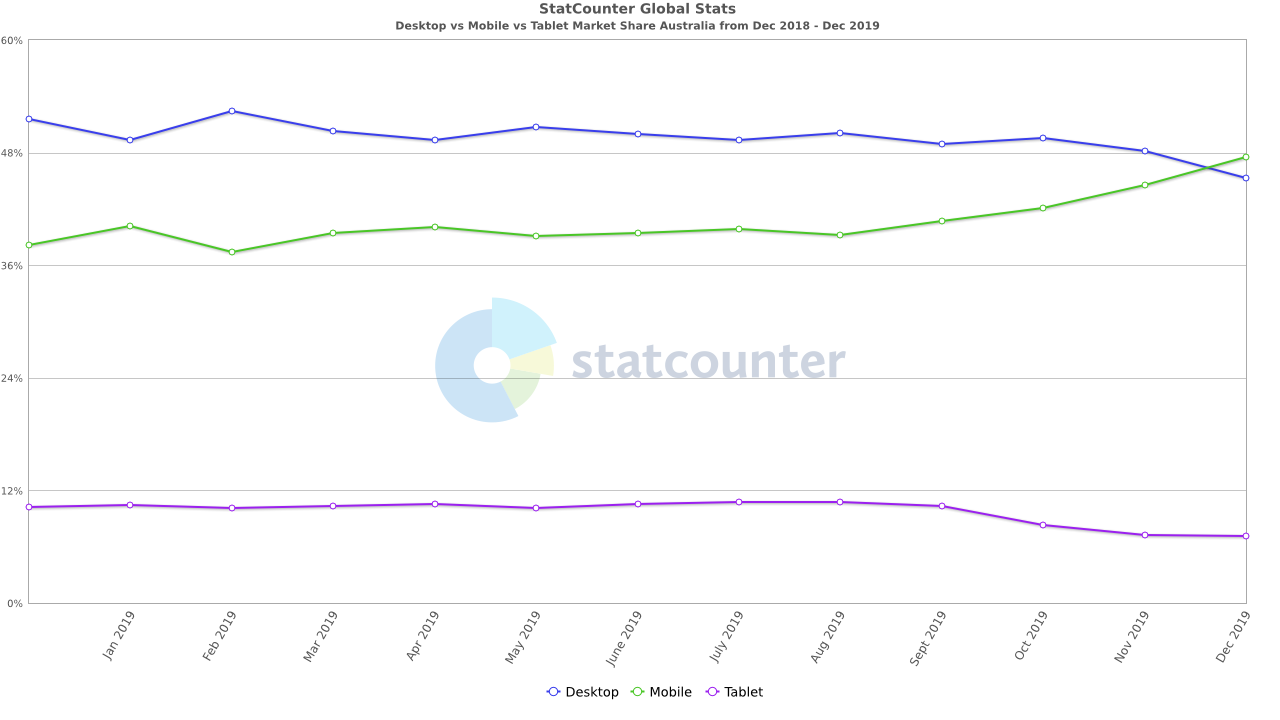 StatCounter Global Stats
Desktop vs Mobile vs Tablet Market Share Australia from Dec 2018 - Dec 2019
60%
48%
36%
24%
12%
0%
statcounter
Jan 2019
Feb 2019
Mar 2019
Apr 2019
May 2019
June 2019
July 2019
Aug 2019
Sept 2019
Oct 2019
Nov 2019
Dec 2019
Desktop Mobile Tablet